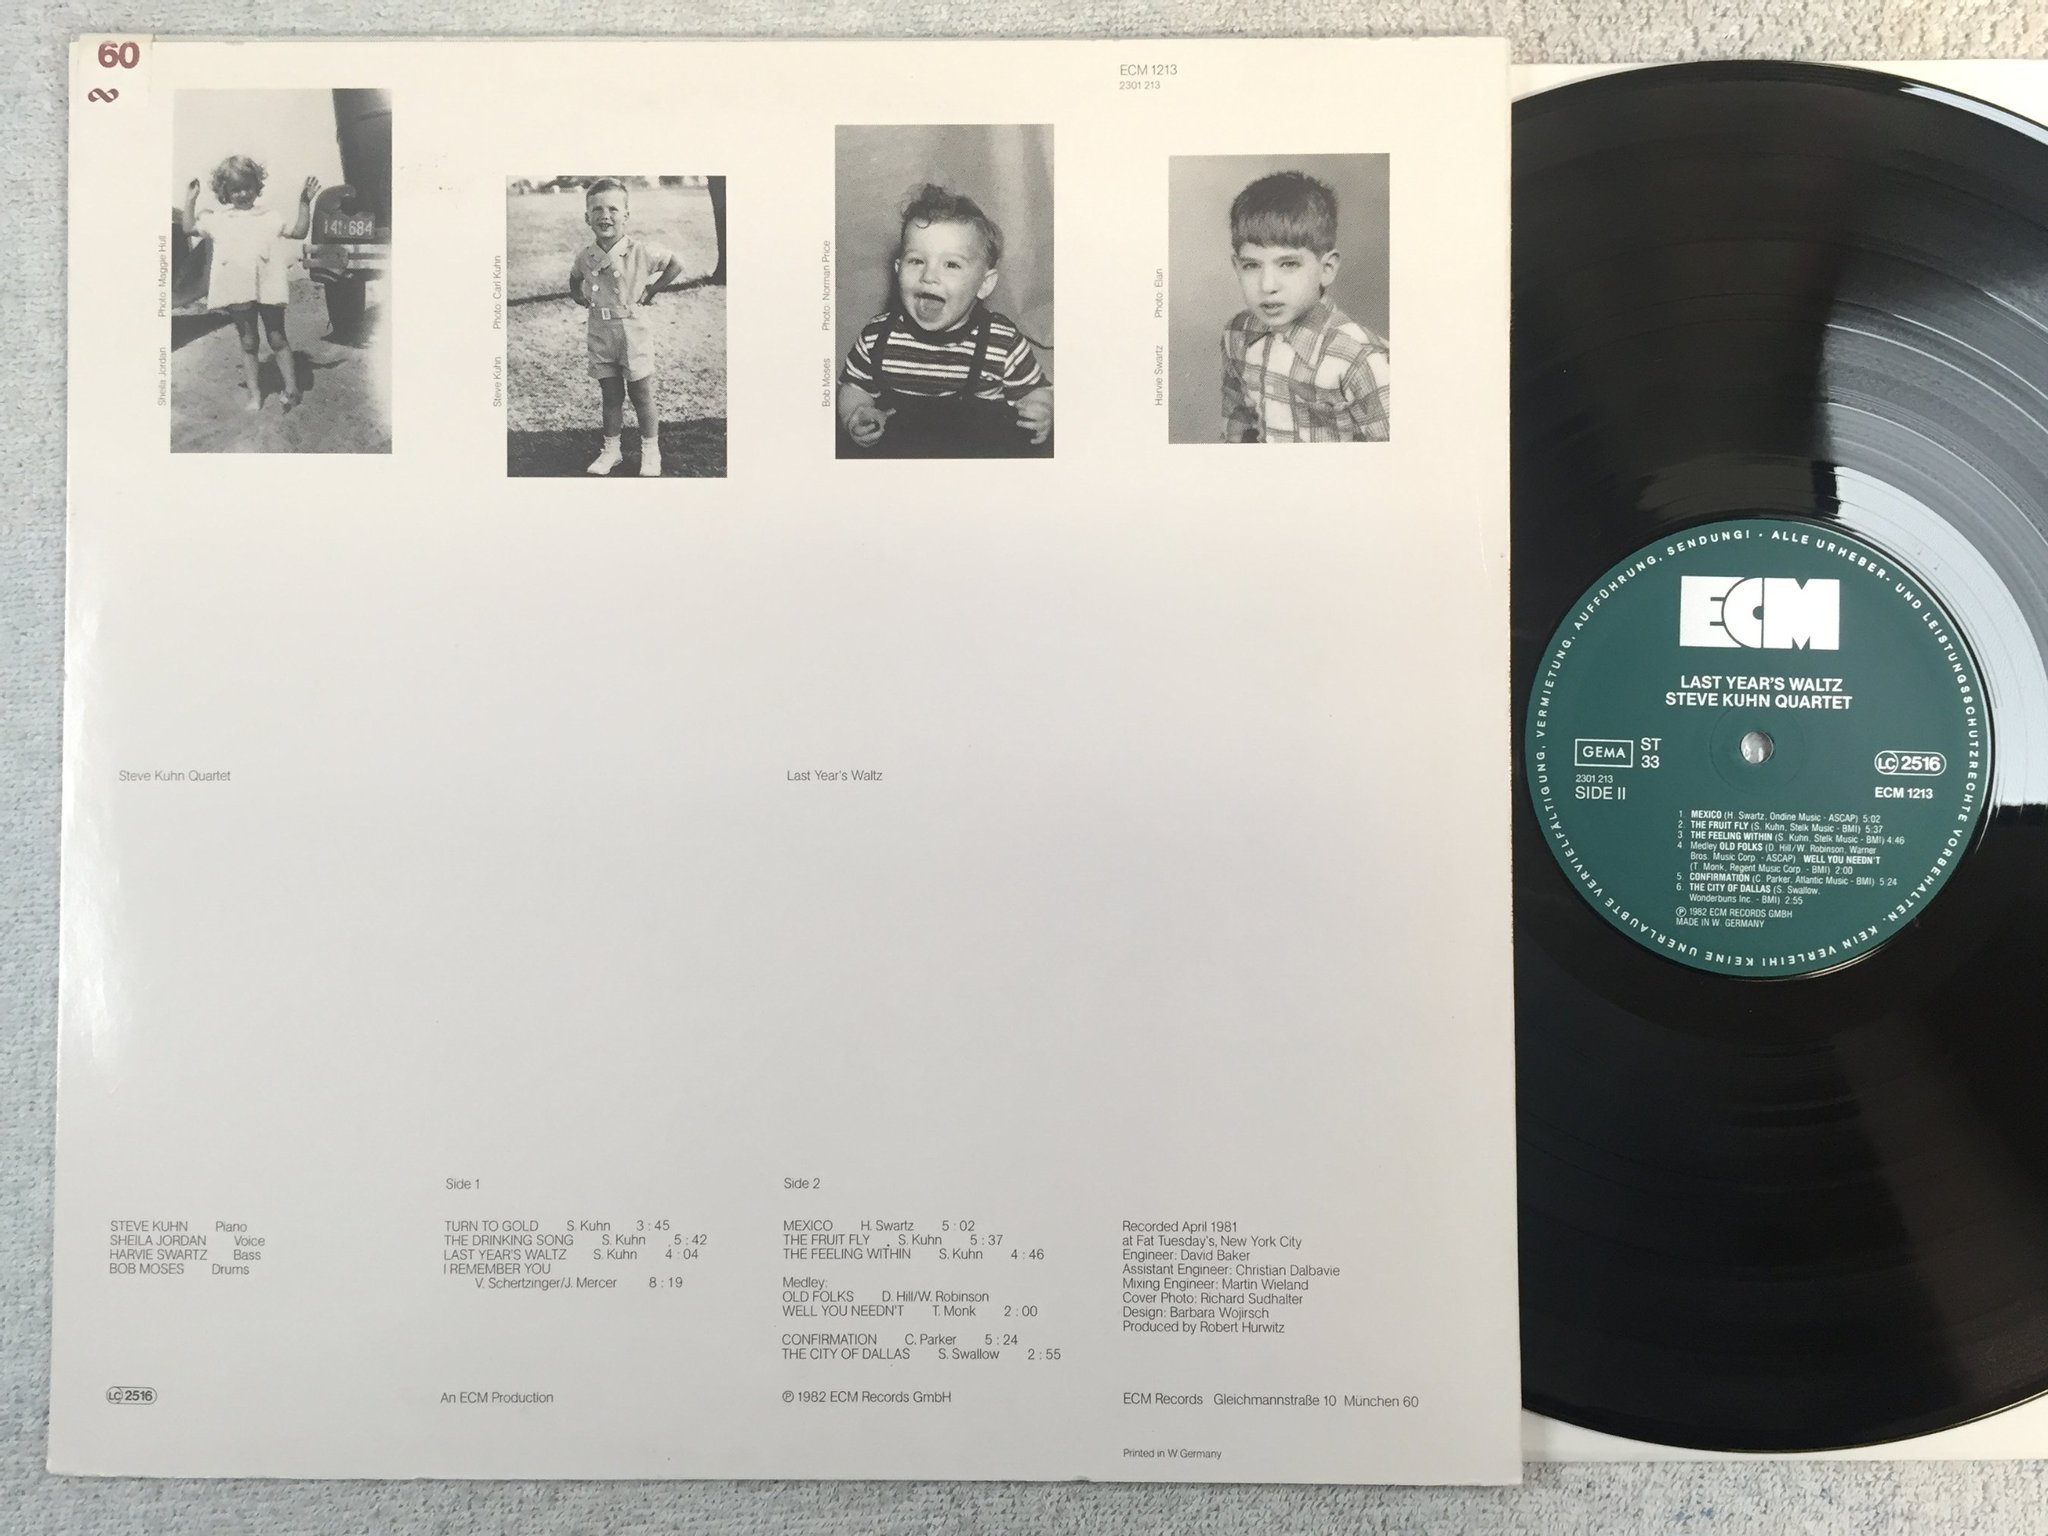 60
8
ECM 1213
2301 213
141-684
Sheila Jordan Photo: Maggie Hull
Steve Kuhn Photo: Carl Kuhn
Bob Moses Photo: Norman Price
Harvie Swartz Photo: Elan
Steve Kuhn Quartet
Last Year's Waltz
STEVE KUHN Piano
SHEILA JORDAN Voice
HARVIE SWARTZ Bass
BOB MOSES Drums
Side 1
TURN TO GOLD S. Kuhn 3 : 45
THE DRINKING SONG S. Kuhn 5 : 42
LAST YEAR'S WALTZ S. Kuhn 4 : 04
I REMEMBER YOU
V. Schertzinger/J. Mercer 8 : 19
Side 2
MEXICO H. Swartz 5 : 02
THE FRUIT FLY S. Kuhn 5 : 37
THE FEELING WITHIN S. Kuhn 4 : 46
Medley:
OLD FOLKS D. Hill/W. Robinson
WELL YOU NEEDN'T T. Monk 2 : 00
CONFIRMATION C. Parker 5 : 24
THE CITY OF DALLAS S. Swallow 2 : 55
Recorded April 1981
at Fat Tuesday's, New York City
Engineer: David Baker
Assistant Engineer: Christian Dalbavie
Mixing Engineer: Martin Wieland
Cover Photo: Richard Sudhalter
Design: Barbara Wojirsch
Produced by Robert Hurwitz
LC 2516
An ECM Production
℗ 1982 ECM Records GmbH
ECM Records Gleichmannstraße 10 München 60
Printed in W. Germany
ALLE URHEBER- UND LEISTUNGSSCHUTZRECHTE VORBEHALTEN. KEIN VERLEIH! KEINE UNERLAUBTE VERVIELFÄLTIGUNG, VERMIETUNG, AUFFÜHRUNG, SENDUNG! ·
ECM
LAST YEAR'S WALTZ
STEVE KUHN QUARTET
GEMA
ST
33
2301 213
SIDE II
LC 2516
ECM 1213
1. MEXICO (H. Swartz, Ondine Music - ASCAP) 5:02
2. THE FRUIT FLY (S. Kuhn, Stelk Music - BMI) 5:37
3 THE FEELING WITHIN (S. Kuhn, Stelk Music - BMI) 4:46
4 Medley OLD FOLKS (D. Hill/W. Robinson, Warner
Bros. Music Corp. - ASCAP) WELL YOU NEEDN'T
(T. Monk, Regent Music Corp. - BMI) 2:00
5. CONFIRMATION (C. Parker, Atlantic Music - BMI) 5:24
6. THE CITY OF DALLAS (S. Swallow,
Wonderbuns Inc. - BMI) 2:55
℗ 1982 ECM RECORDS GMBH
MADE IN W. GERMANY